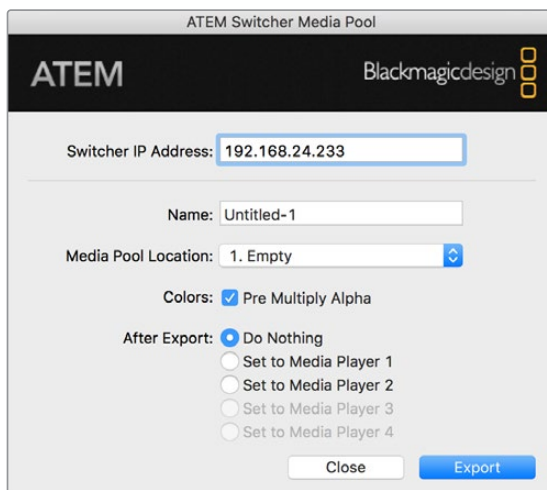 ATEM Switcher Media Pool
ATEM
Blackmagicdesign
Switcher IP Address: 192.168.24.233
Name: Untitled-1
Media Pool Location: 1. Empty
Colors: Pre Multiply Alpha
After Export: Do Nothing
Set to Media Player 1
Set to Media Player 2
Set to Media Player 3
Set to Media Player 4
Close Export